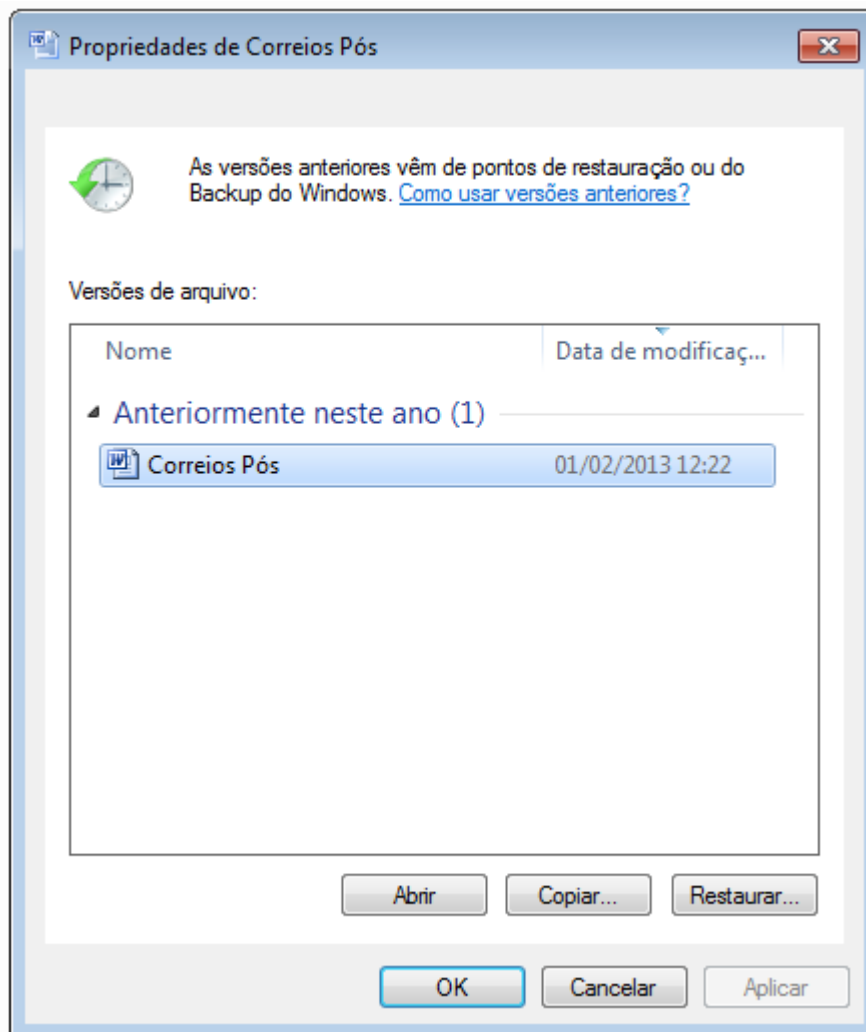 Propriedades de Correios Pós
As versões anteriores vêm de pontos de restauração ou do
Backup do Windows. Como usar versões anteriores?
Versões de arquivo:
Nome Data de modificaç...
Anteriormente neste ano (1)
Correios Pós 01/02/2013 12:22
Abrir Copiar... Restaurar...
OK Cancelar Aplicar